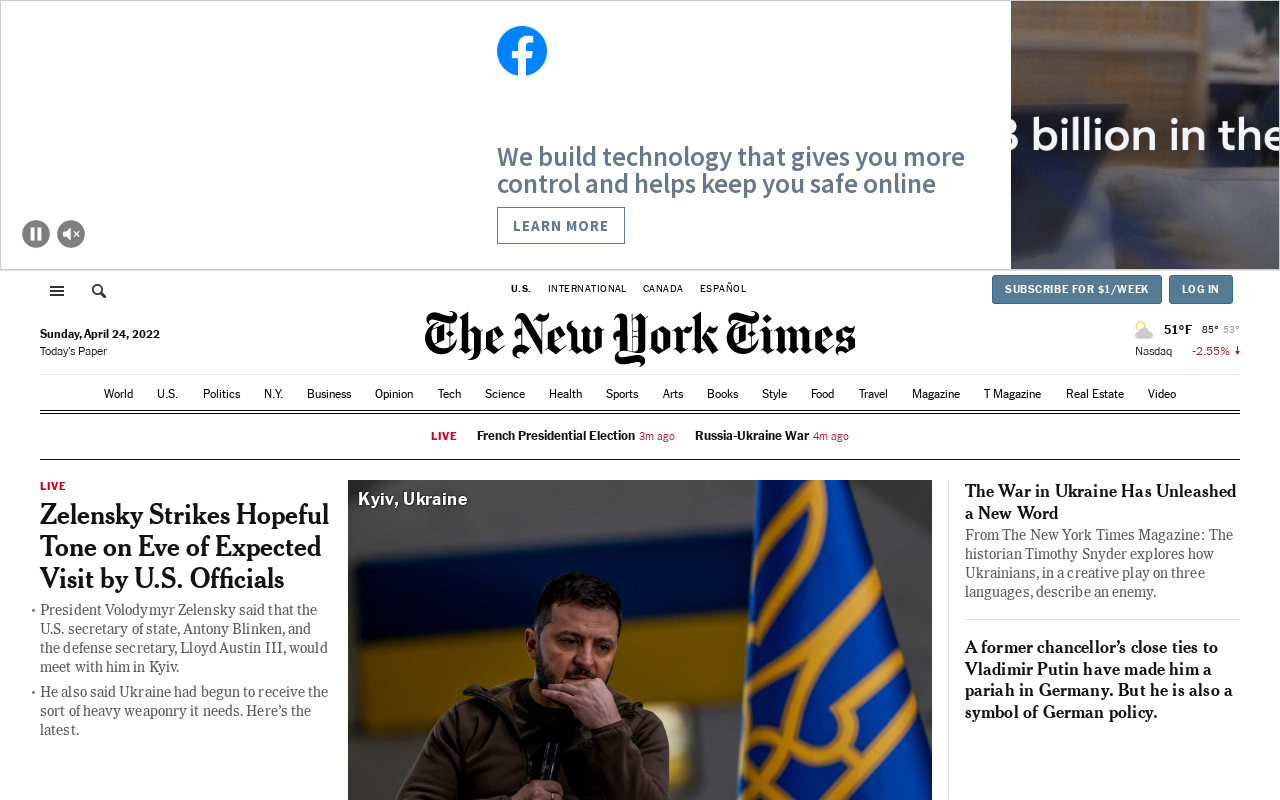 We build technology that gives you more
control and helps keep you safe online
billion in the
LEARN MORE
U.S. INTERNATIONAL CANADA ESPAÑOL
SUBSCRIBE FOR $1/WEEK LOG IN
The New York Times
Sunday, April 24, 2022
Today's Paper
51°F 85° 53°
Nasdaq -2.55%
World U.S. Politics N.Y. Business Opinion Tech Science Health Sports Arts Books Style Food Travel Magazine T Magazine Real Estate Video
LIVE French Presidential Election 3m ago Russia-Ukraine War 4m ago
LIVE
Zelensky Strikes Hopeful
Tone on Eve of Expected
Visit by U.S. Officials
· President Volodymyr Zelensky said that the
U.S. secretary of state, Antony Blinken, and
the defense secretary, Lloyd Austin III, would
meet with him in Kyiv.
· He also said Ukraine had begun to receive the
sort of heavy weaponry it needs. Here's the
latest.
Kyiv, Ukraine
The War in Ukraine Has Unleashed
a New Word
From The New York Times Magazine: The
historian Timothy Snyder explores how
Ukrainians, in a creative play on three
languages, describe an enemy.
A former chancellor's close ties to
Vladimir Putin have made him a
pariah in Germany. But he is also a
symbol of German policy.